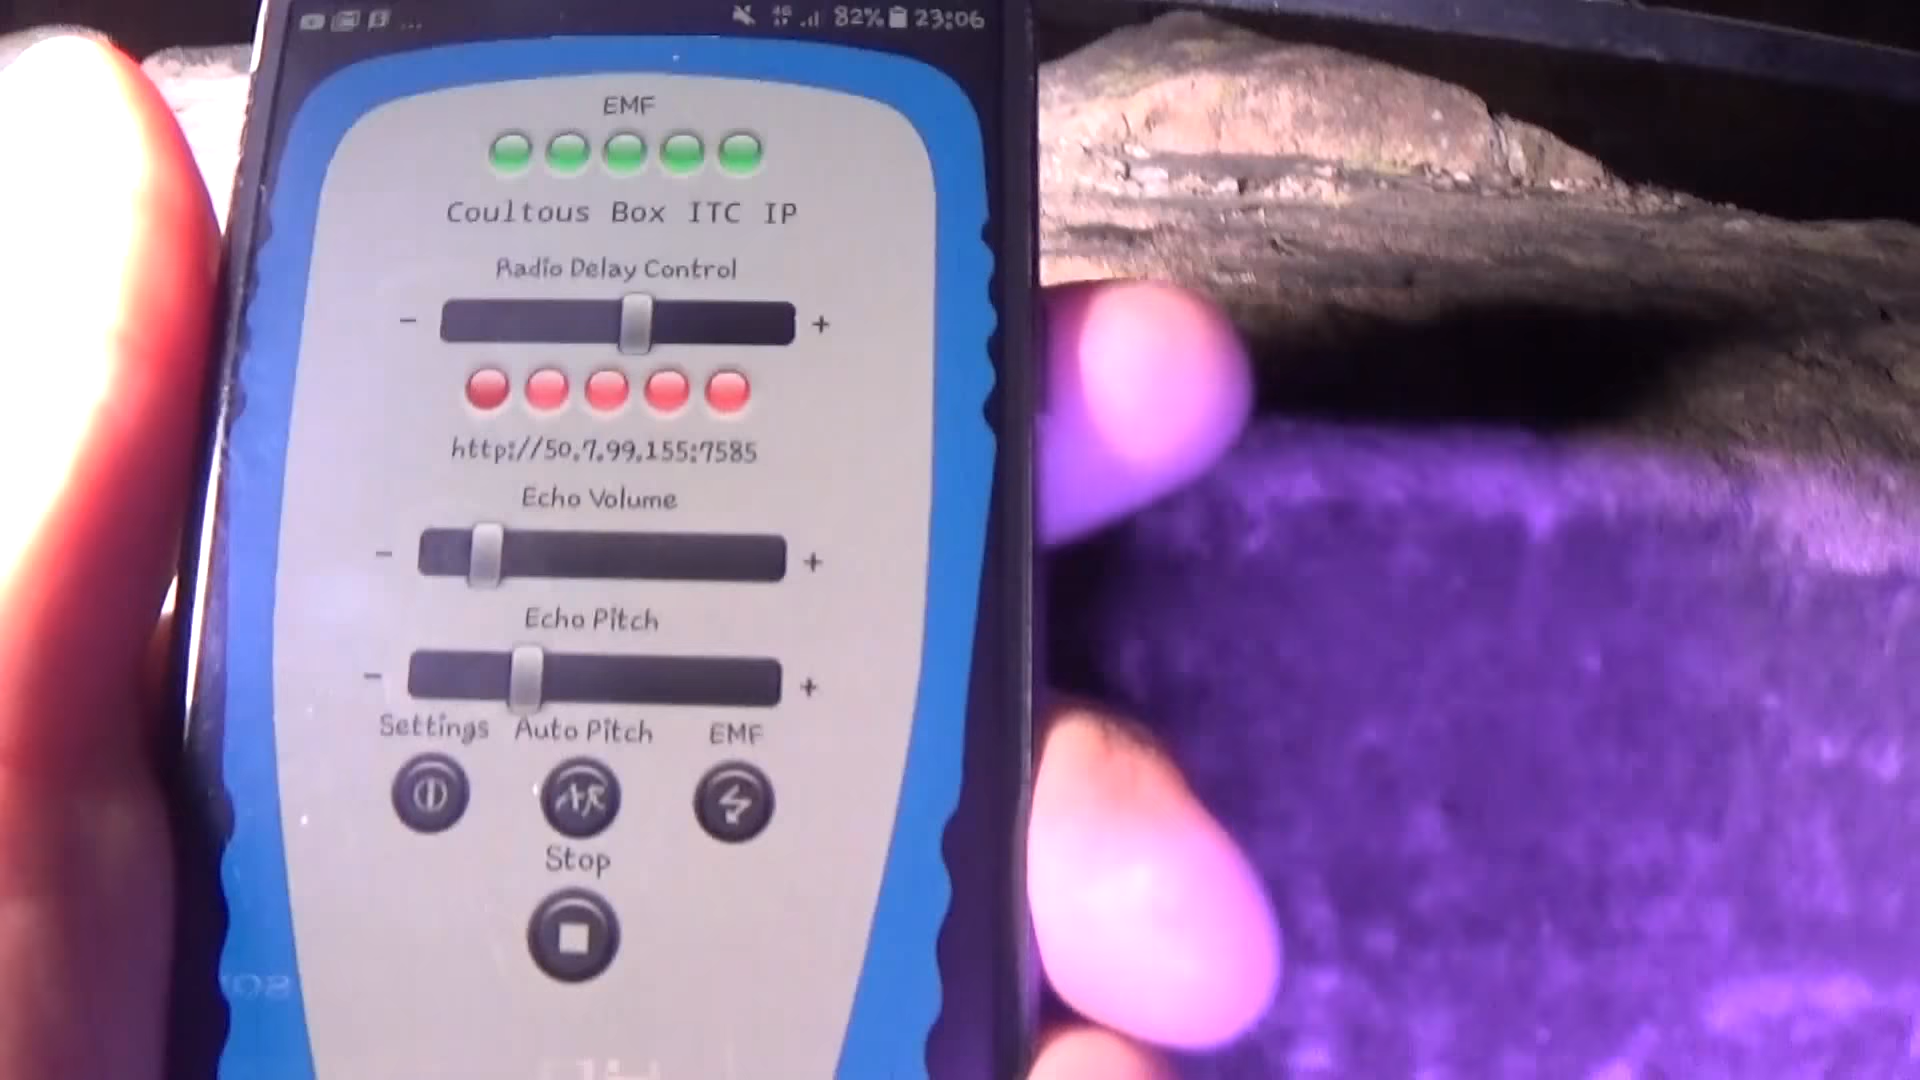 82% 23:06
EMF
Coultous Box ITC IP
Radio Delay Control
- +
http://50.7.99.155:7585
Echo Volume
- +
Echo Pitch
- +
Settings Auto Pitch EMF
AR
Stop